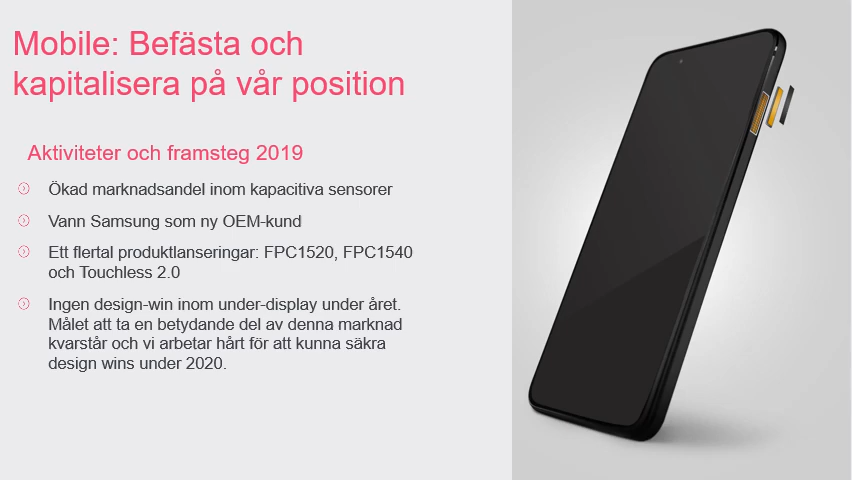 Mobile: Befästa och
kapitalisera på vår position
Aktiviteter och framsteg 2019
Ökad marknadsandel inom kapacitiva sensorer
Vann Samsung som ny OEM-kund
Ett flertal produktlanseringar: FPC1520, FPC1540
och Touchless 2.0
Ingen design-win inom under-display under året.
Målet att ta en betydande del av denna marknad
kvarstår och vi arbetar hårt för att kunna säkra
design wins under 2020.